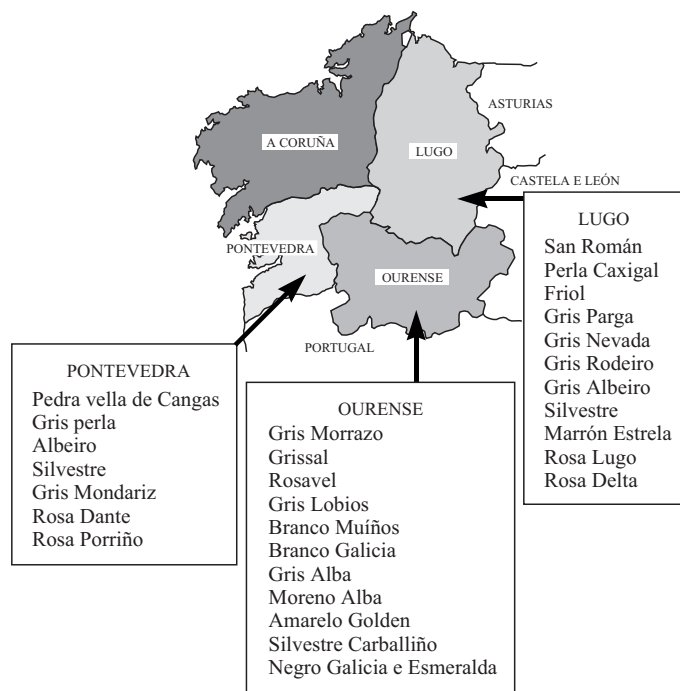 A CORUÑA
LUGO
ASTURIAS
CASTELA E LEÓN
PONTEVEDRA
OURENSE
PORTUGAL
LUGO
San Román
Perla Caxigal
Friol
Gris Parga
Gris Nevada
Gris Rodeiro
Gris Albeiro
Silvestre
Marrón Estrela
Rosa Lugo
Rosa Delta
PONTEVEDRA
Pedra vella de Cangas
Gris perla
Albeiro
Silvestre
Gris Mondariz
Rosa Dante
Rosa Porriño
OURENSE
Gris Morrazo
Grissal
Rosavel
Gris Lobios
Branco Muíños
Branco Galicia
Gris Alba
Moreno Alba
Amarelo Golden
Silvestre Carballiño
Negro Galicia e Esmeralda